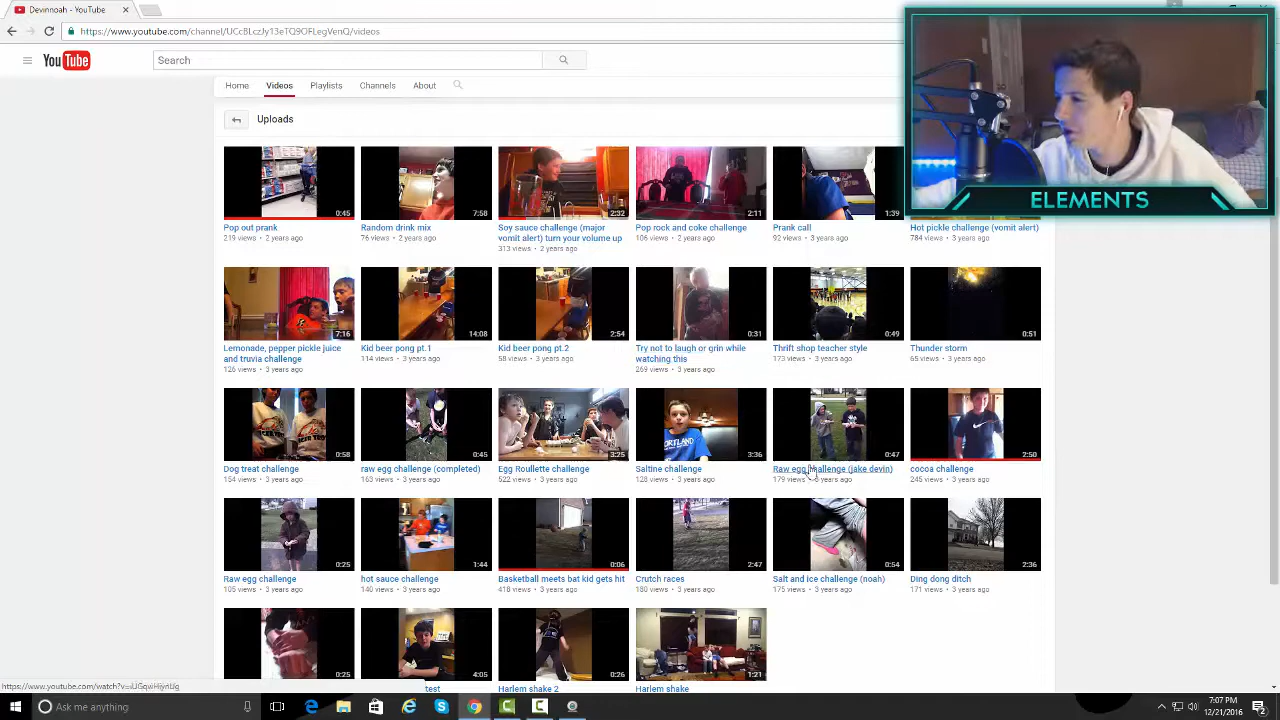 Devinnoah - YouTube
https://www.youtube.com/channel/UCcBLczJy13eTQ9OFLegVenQ/videos
YouTube
Search
Home Videos Playlists Channels About
Uploads
ELEMENTS
0:45 7:58 2:32 2:11 1:39
Pop out prank
219 views • 2 years ago
Random drink mix
76 views • 2 years ago
Soy sauce challenge (major
vomit alert) turn your volume up
313 views • 2 years ago
Pop rock and coke challenge
106 views • 2 years ago
Prank call
92 views • 3 years ago
Hot pickle challenge (vomit alert)
784 views • 3 years ago
7:16 14:08 2:54 0:31 0:49 0:51
Lemonade, pepper pickle juice
and truvia challenge
126 views • 3 years ago
Kid beer pong pt.1
114 views • 3 years ago
Kid beer pong pt.2
58 views • 3 years ago
Try not to laugh or grin while
watching this
269 views • 3 years ago
Thrift shop teacher style
173 views • 3 years ago
Thunder storm
65 views • 3 years ago
PORTLAND
0:58 0:45 3:25 3:36 0:47 2:50
Dog treat challenge
154 views • 3 years ago
raw egg challenge (completed)
163 views • 3 years ago
Egg Roullette challenge
522 views • 3 years ago
Saltine challenge
128 views • 3 years ago
Raw egg challenge (jake devin)
179 views • 3 years ago
cocoa challenge
245 views • 3 years ago
0:25 1:44 0:06 2:47 0:54 2:36
Raw egg challenge
105 views • 3 years ago
hot sauce challenge
140 views • 3 years ago
Basketball meets bat kid gets hit
418 views • 3 years ago
Crutch races
180 views • 3 years ago
Salt and ice challenge (noah)
175 views • 3 years ago
Ding dong ditch
171 views • 3 years ago
0:25 4:05 0:26 1:21
test
Harlem shake 2
Harlem shake
Ask me anything
7:07 PM
12/21/2016
2